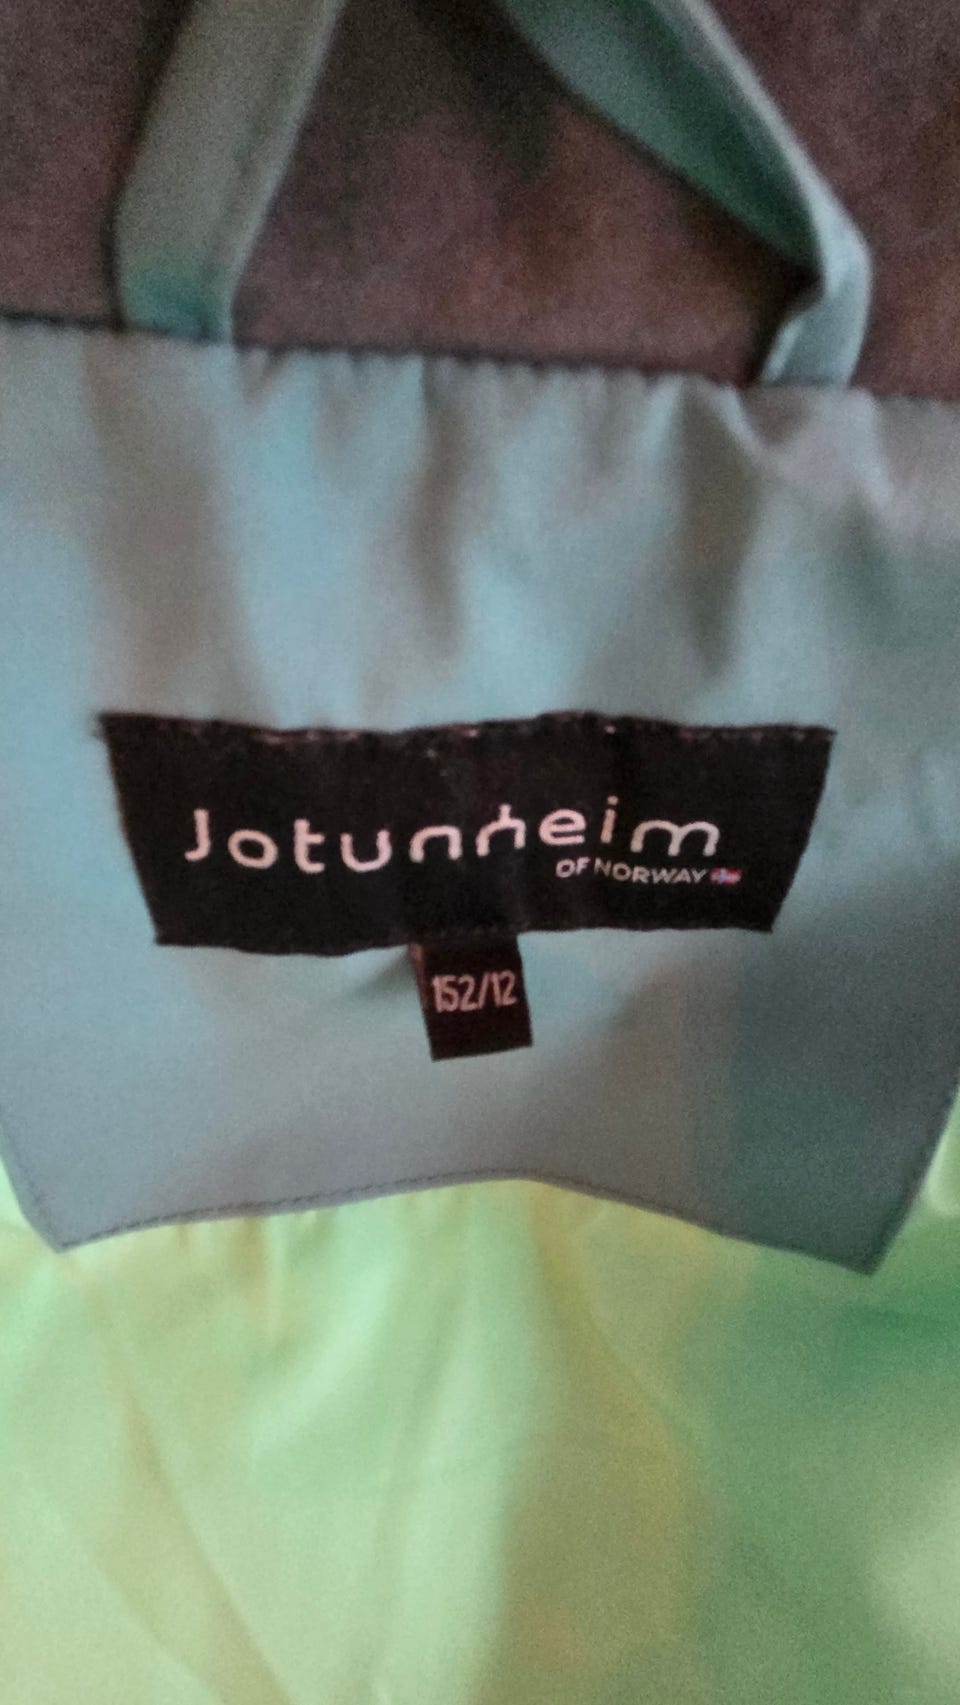 Jotunheim
OF NORWAY
152/12